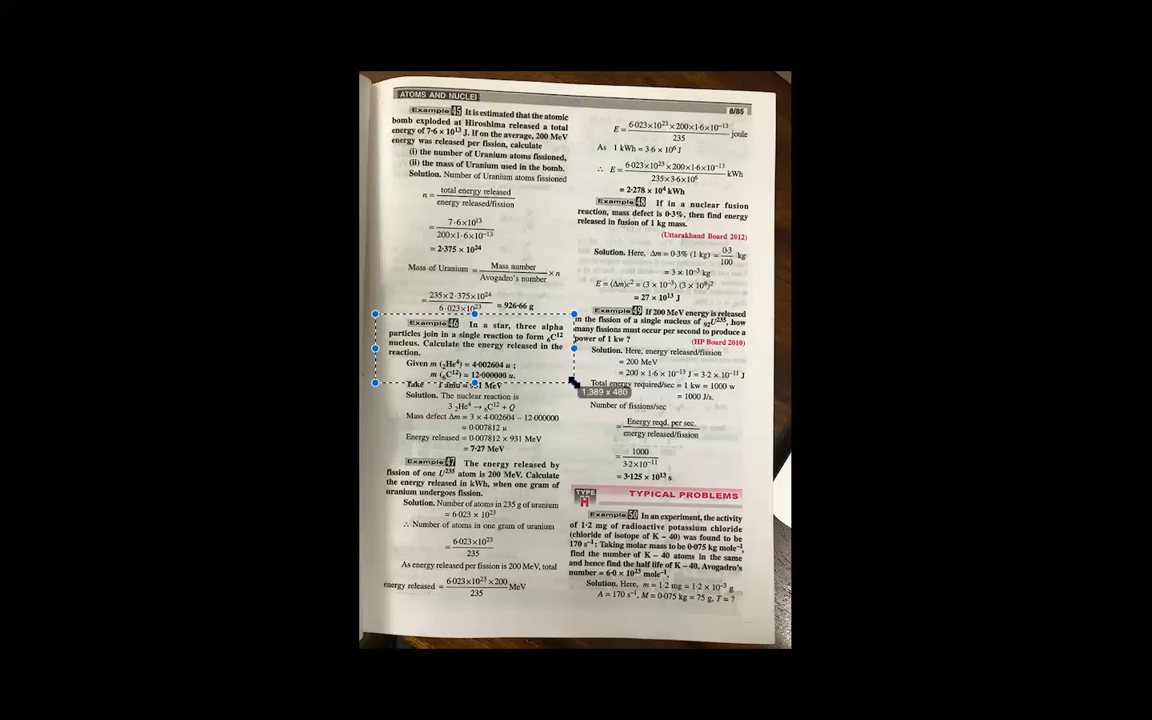 ATOMS AND NUCLEI
8/85
Example 45 It is estimated that the atomic
bomb exploded at Hiroshima released a total
energy of 7·6 × 10¹³ J. If on the average, 200 MeV
energy was released per fission, calculate
(i) the number of Uranium atoms fissioned,
(ii) the mass of Uranium used in the bomb.
Solution. Number of Uranium atoms fissioned
n = total energy released / energy released/fission
= 7·6×10¹³ / 200×1·6×10⁻¹³
= 2·375 × 10²⁴
Mass of Uranium = Mass number / Avogadro's number × n
= 235×2·375×10²⁴ / 6·023×10²³ = 926·66 g
Example 46 In a star, three alpha
particles join in a single reaction to form ₆C¹²
nucleus. Calculate the energy released in the
reaction.
Given m (₂He⁴) = 4·002604 u ;
m (₆C¹²) = 12·000000 u.
Take 1 amu = 931 MeV
Solution. The nuclear reaction is
3 ₂He⁴ → ₆C¹² + Q
Mass defect Δm = 3 × 4·002604 – 12·000000
= 0·007812 u
Energy released = 0·007812 × 931 MeV
= 7·27 MeV
Example 47 The energy released by
fission of one U²³⁵ atom is 200 MeV. Calculate
the energy released in kWh, when one gram of
uranium undergoes fission.
Solution. Number of atoms in 235 g of uranium
= 6·023 × 10²³
∴ Number of atoms in one gram of uranium
= 6·023×10²³ / 235
As energy released per fission is 200 MeV, total
energy released = 6·023×10²³×200 / 235 MeV
E = 6·023×10²³×200×1·6×10⁻¹³ / 235 joule
As 1 kWh = 3·6 × 10⁶ J
∴ E = 6·023×10²³×200×1·6×10⁻¹³ / 235×3·6×10⁶ kWh
= 2·278 × 10⁴ kWh
Example 48 If in a nuclear fusion
reaction, mass defect is 0·3%, then find energy
released in fusion of 1 kg mass.
(Uttarakhand Board 2012)
Solution. Here, Δm = 0·3% (1 kg) = 0·3 / 100 kg
= 3 × 10⁻³ kg
E = (Δm)c² = (3 × 10⁻³) (3 × 10⁸)²
= 27 × 10¹³ J
Example 49 If 200 MeV energy is released
in the fission of a single nucleus of ₉₂U²³⁵, how
many fissions must occur per second to produce a
power of 1 kw ? (HP Board 2010)
Solution. Here, energy released/fission
= 200 MeV
= 200 × 1·6 × 10⁻¹³ J = 3·2 × 10⁻¹¹ J
Total energy required/sec = 1 kw = 1000 w
1,389 x 480
= 1000 J/s.
Number of fissions/sec
= Energy reqd. per sec. / energy released/fission
= 1000 / 3·2×10⁻¹¹
= 3·125 × 10¹³ s
TYPE H TYPICAL PROBLEMS
Example 50 In an experiment, the activity
of 1·2 mg of radioactive potassium chloride
(chloride of isotope of K – 40) was found to be
170 s⁻¹. Taking molar mass to be 0·075 kg mole⁻¹,
find the number of K – 40 atoms in the same
and hence find the half life of K – 40. Avogadro's
number = 6·0 × 10²³ mole⁻¹.
Solution. Here, m = 1·2 mg = 1·2 × 10⁻³ g
A = 170 s⁻¹, M = 0·075 kg = 75 g, T = ?